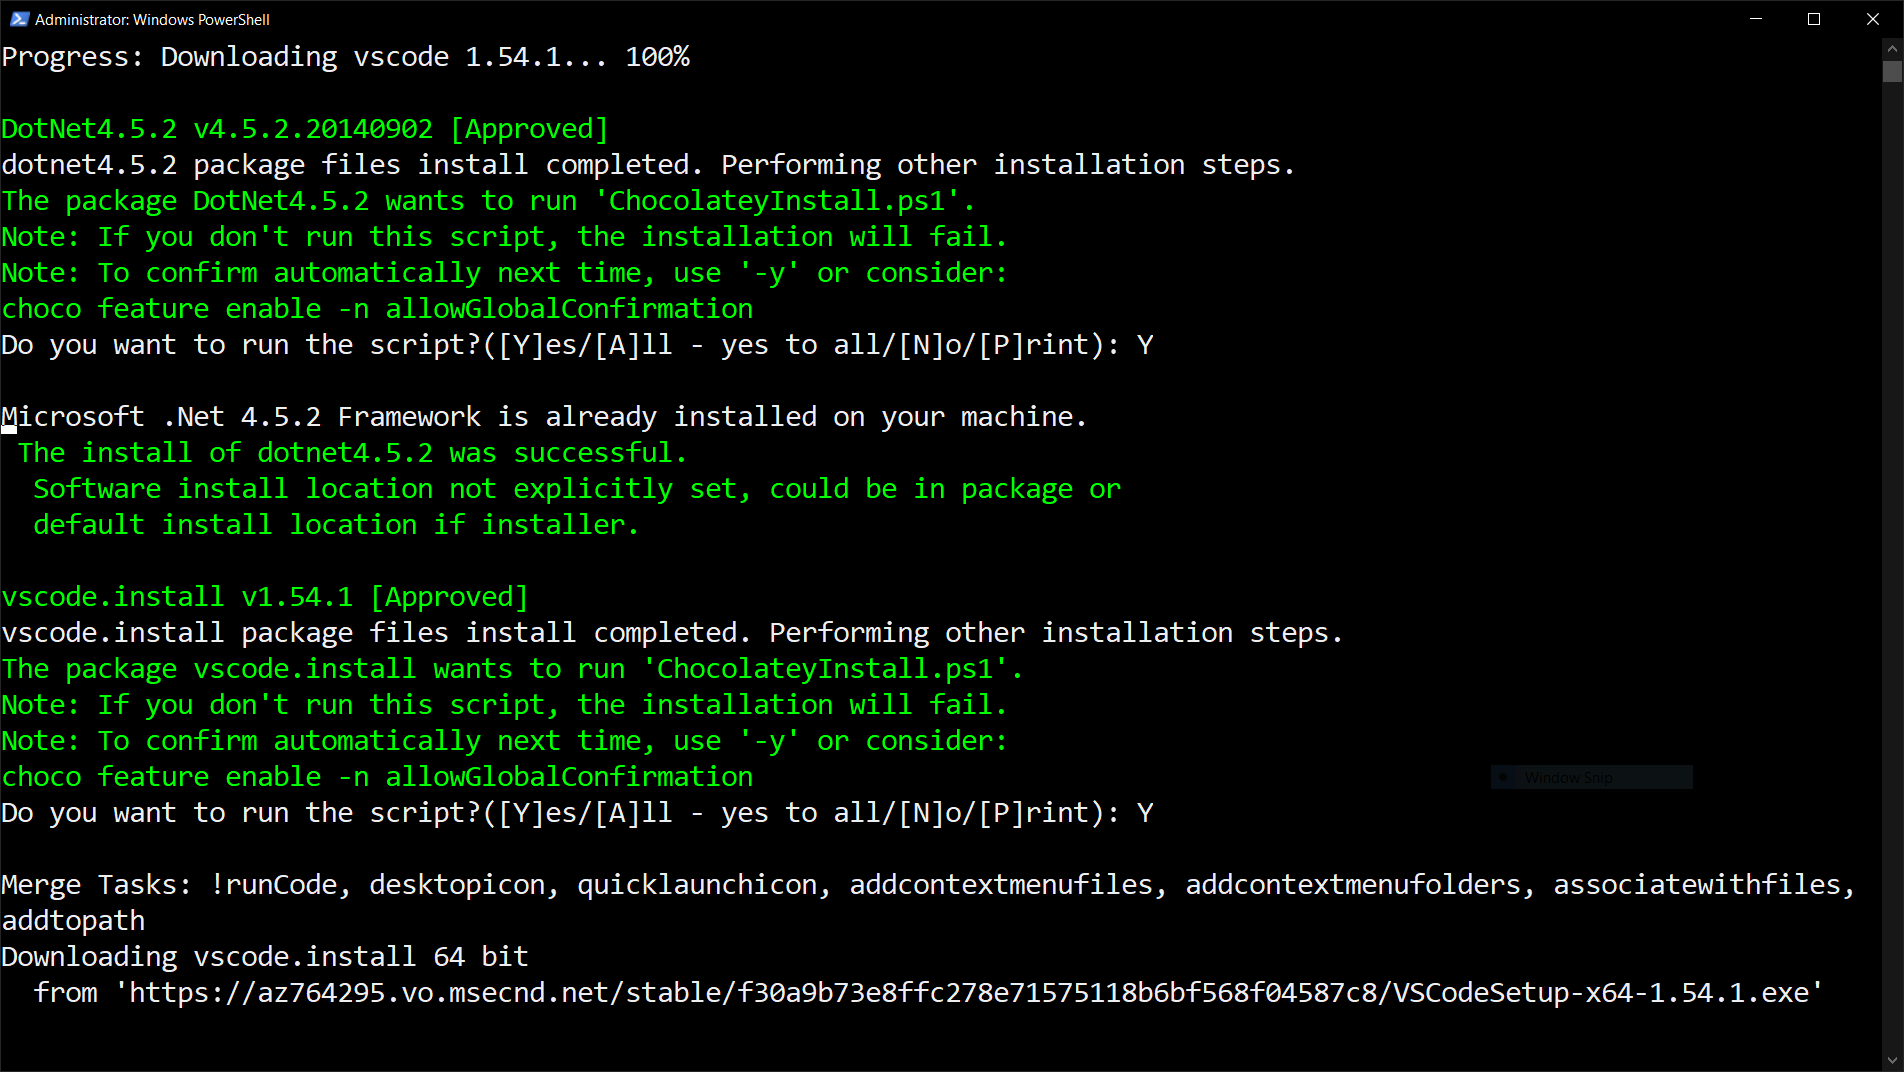 Administrator: Windows PowerShell
Progress: Downloading vscode 1.54.1... 100%
DotNet4.5.2 v4.5.2.20140902 [Approved]
dotnet4.5.2 package files install completed. Performing other installation steps.
The package DotNet4.5.2 wants to run 'ChocolateyInstall.ps1'.
Note: If you don't run this script, the installation will fail.
Note: To confirm automatically next time, use '-y' or consider:
choco feature enable -n allowGlobalConfirmation
Do you want to run the script?([Y]es/[A]ll - yes to all/[N]o/[P]rint): Y
Microsoft .Net 4.5.2 Framework is already installed on your machine.
The install of dotnet4.5.2 was successful.
Software install location not explicitly set, could be in package or
default install location if installer.
vscode.install v1.54.1 [Approved]
vscode.install package files install completed. Performing other installation steps.
The package vscode.install wants to run 'ChocolateyInstall.ps1'.
Note: If you don't run this script, the installation will fail.
Note: To confirm automatically next time, use '-y' or consider:
choco feature enable -n allowGlobalConfirmation
Window Snip
Do you want to run the script?([Y]es/[A]ll - yes to all/[N]o/[P]rint): Y
Merge Tasks: !runCode, desktopicon, quicklaunchicon, addcontextmenufiles, addcontextmenufolders, associatewithfiles,
addtopath
Downloading vscode.install 64 bit
from 'https://az764295.vo.msecnd.net/stable/f30a9b73e8ffc278e71575118b6bf568f04587c8/VSCodeSetup-x64-1.54.1.exe'